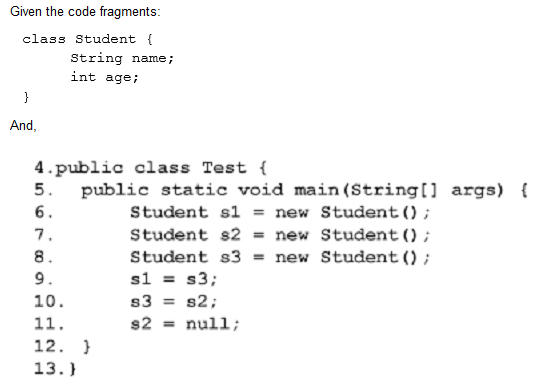 Given the code fragments:
class Student {
String name;
int age;
}
And,
4.public class Test {
5. public static void main(String[] args) {
6. Student s1 = new Student();
7. Student s2 = new Student();
8. Student s3 = new Student();
9. s1 = s3;
10. s3 = s2;
11. s2 = null;
12. }
13.}